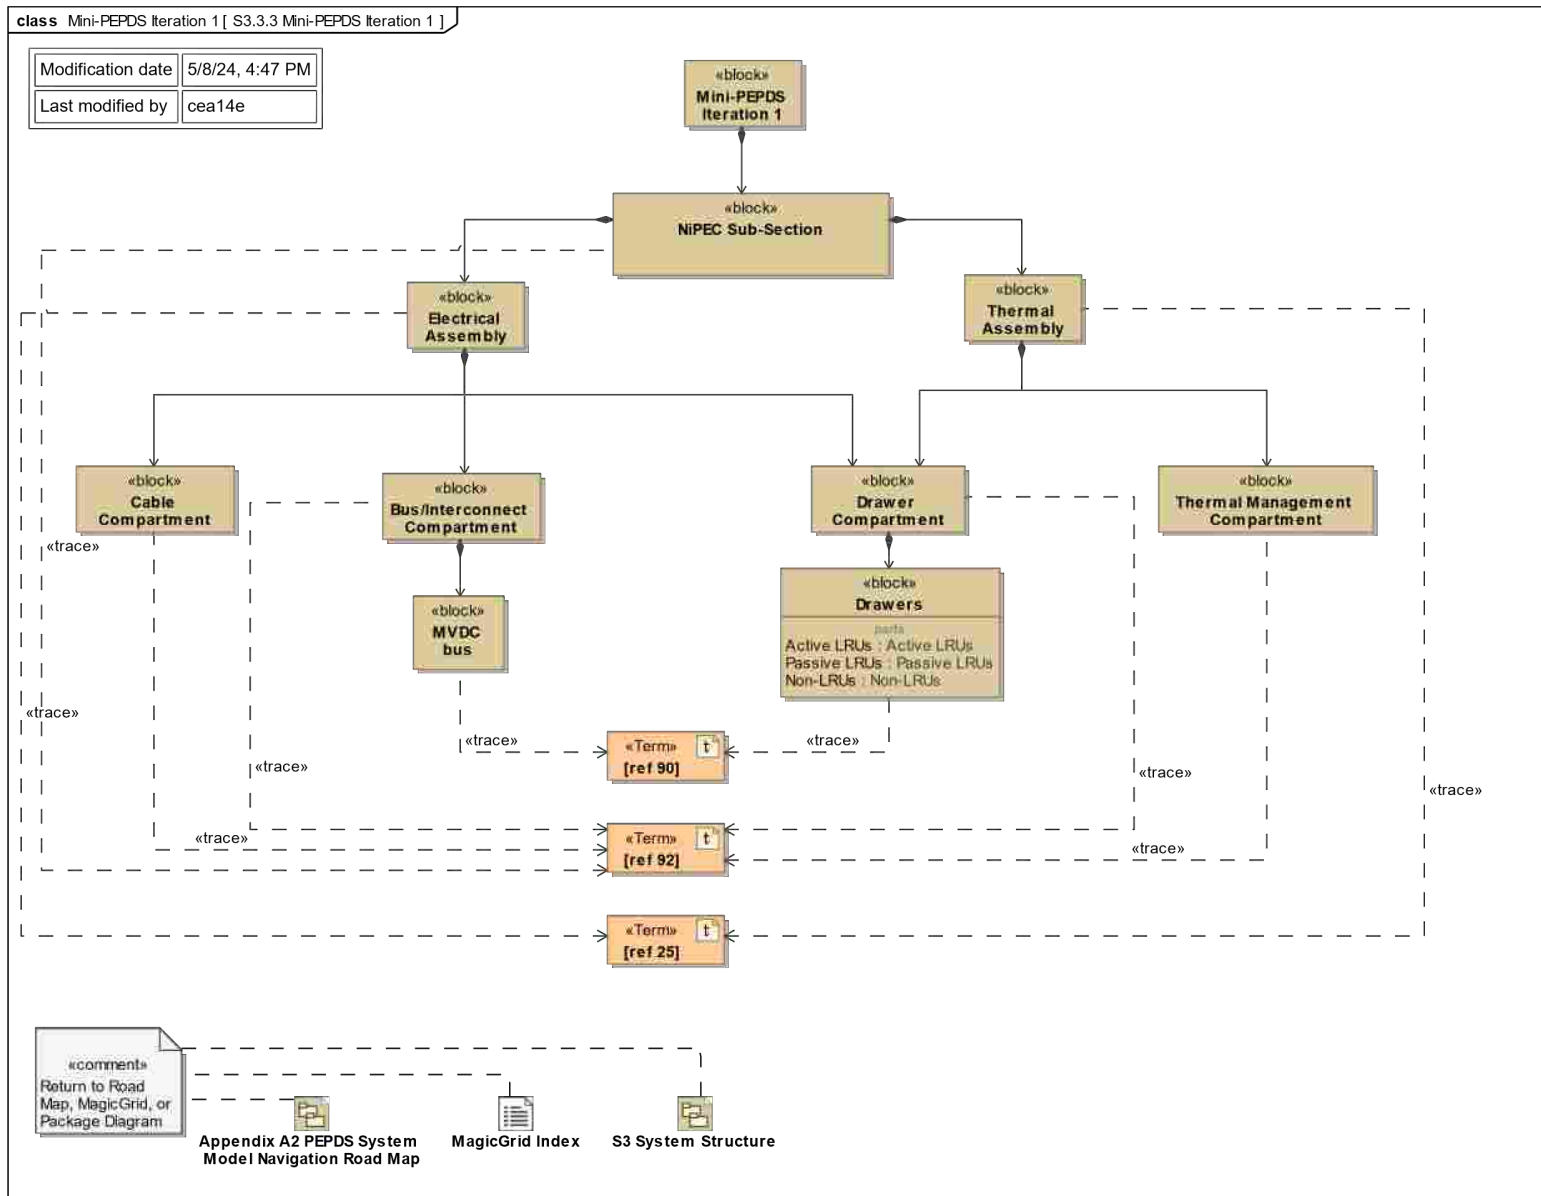 class Mini-PEPDS Iteration 1 [ S3.3.3 Mini-PEPDS Iteration 1 ]
Modification date 5/8/24, 4:47 PM
Last modified by cea14e
«block»
Mini-PEPDS
Iteration 1
«block»
NiPEC Sub-Section
«block»
Electrical
Assembly
«block»
Thermal
Assembly
«block»
Cable
Compartment
«block»
Bus/Interconnect
Compartment
«block»
Drawer
Compartment
«block»
Thermal Management
Compartment
«trace»
«block»
MVDC
bus
«block»
Drawers
parts
Active LRUs : Active LRUs
Passive LRUs : Passive LRUs
Non-LRUs : Non-LRUs
«trace»
«trace»
«Term» t
[ref 90]
«trace»
«trace»
«trace»
«trace»
«trace»
«Term» t
[ref 92]
«trace»
«Term» t
[ref 25]
«comment»
Return to Road
Map, MagicGrid, or
Package Diagram
Appendix A2 PEPDS System
Model Navigation Road Map
MagicGrid Index
S3 System Structure